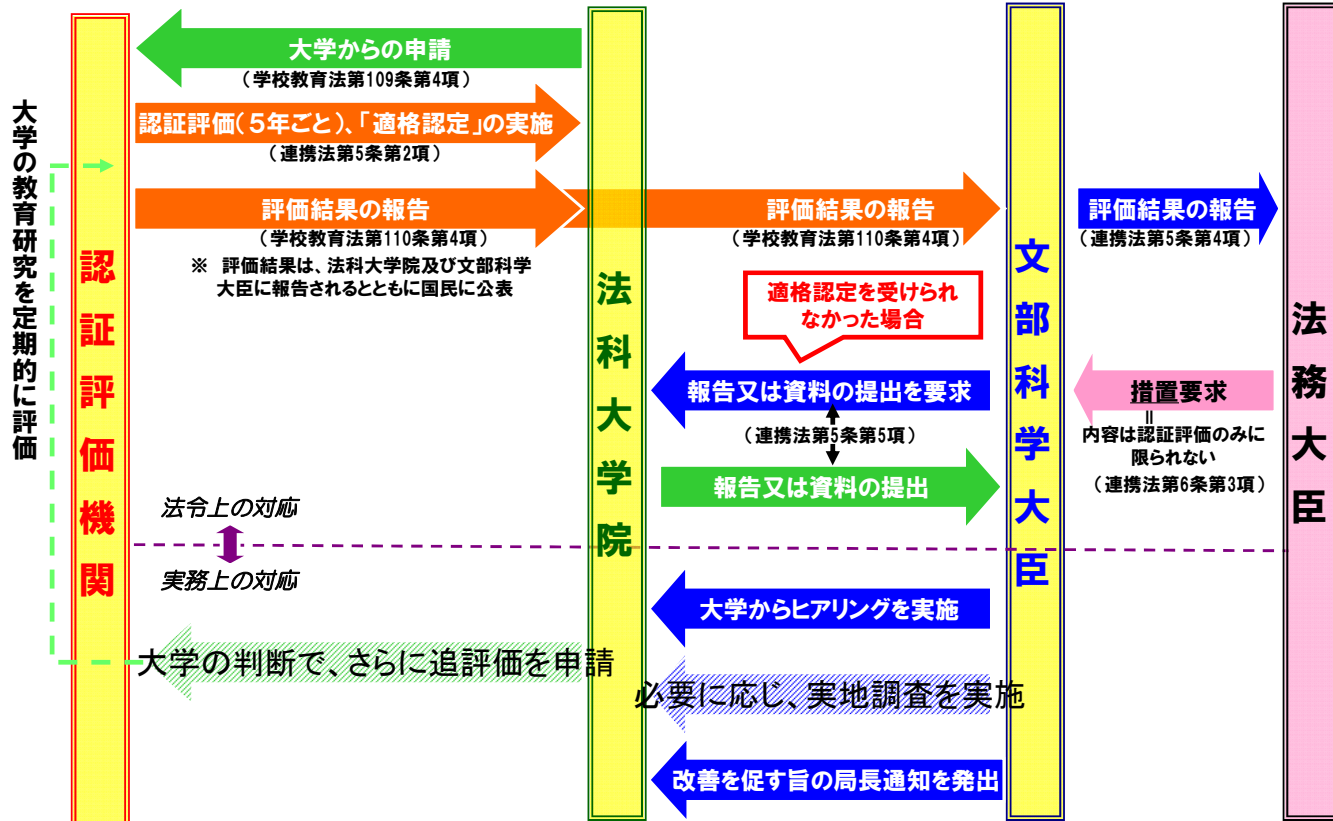 大学からの申請
（学校教育法第109条第4項）
認証評価（５年ごと）、「適格認定」の実施
（連携法第5条第2項）
大学の教育研究を定期的に評価
評価結果の報告
（学校教育法第110条第4項）
※　評価結果は、法科大学院及び文部科学
大臣に報告されるとともに国民に公表
評価結果の報告
（学校教育法第110条第4項）
評価結果の報告
（連携法第5条第4項）
認証評価機関
法科大学院
文部科学大臣
法務大臣
適格認定を受けられ
なかった場合
報告又は資料の提出を要求
（連携法第5条第5項）
報告又は資料の提出
措置要求
＝
内容は認証評価のみに
限られない
（連携法第6条第3項）
法令上の対応
実務上の対応
大学からヒアリングを実施
大学の判断で、さらに追評価を申請
必要に応じ、実地調査を実施
改善を促す旨の局長通知を発出